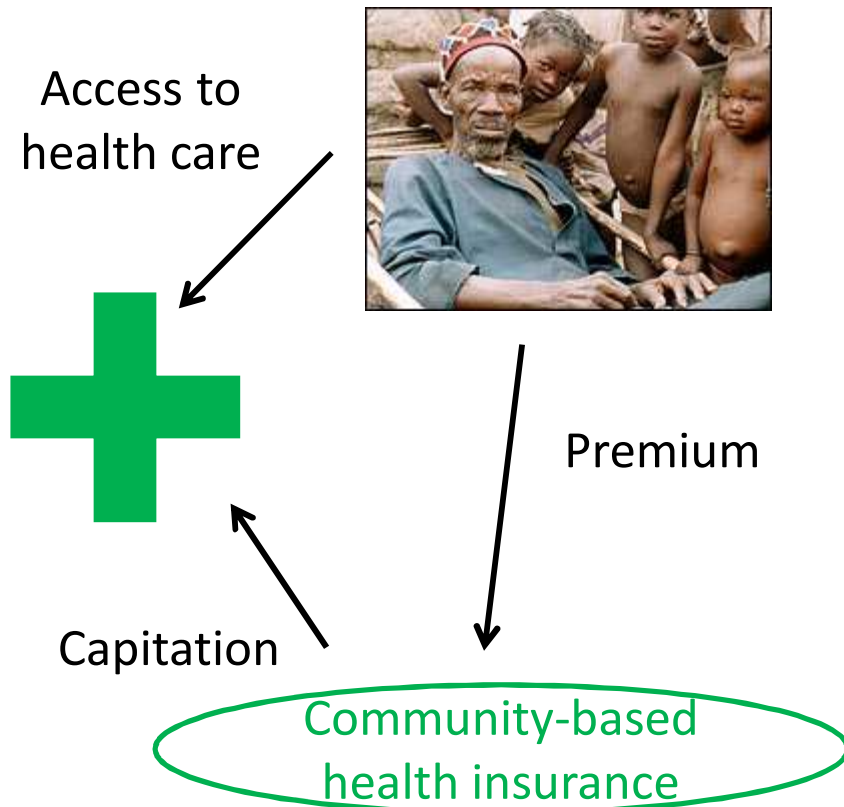 Access to
health care
Premium
Capitation
Community-based
health insurance